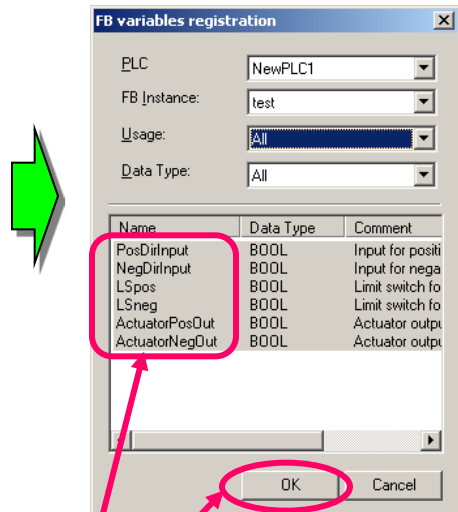 FB variables registration
PLC NewPLC1
FB Instance: test
Usage: All
Data Type: All
Name Data Type Comment
PosDirInput BOOL Input for positi
NegDirInput BOOL Input for nega
LSpos BOOL Limit switch fo
LSneg BOOL Limit switch fo
ActuatorPosOut BOOL Actuator outpu
ActuatorNegOut BOOL Actuator outpu
OK Cancel